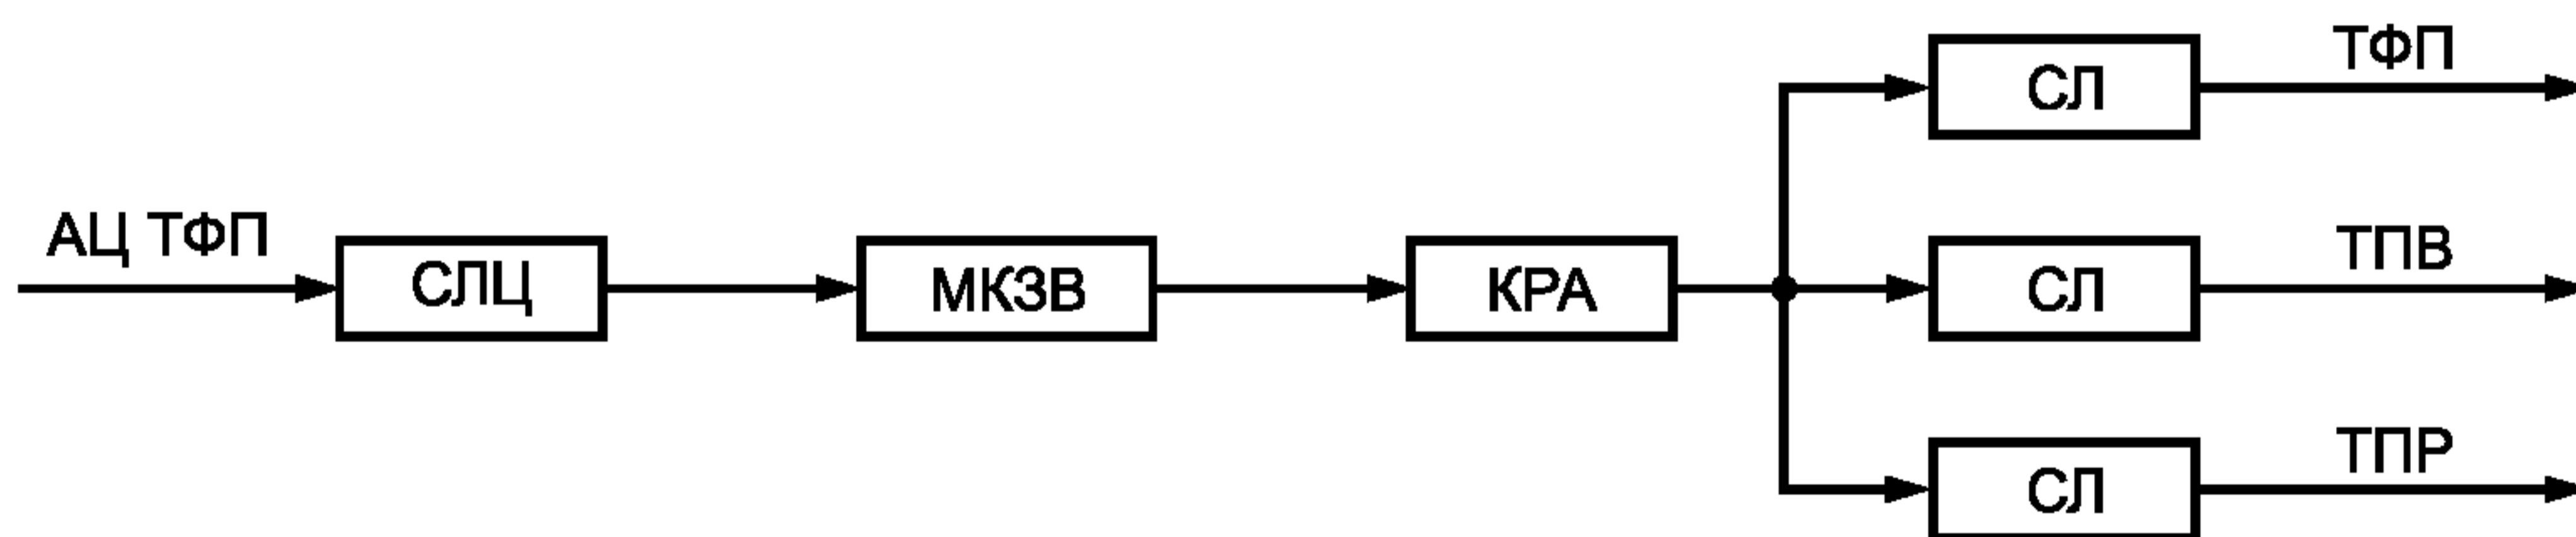 ТФП
СЛ
АЦ ТФП
СЛЦ
МКЗВ
КРА
СЛ
ТПВ
СЛ
ТПР